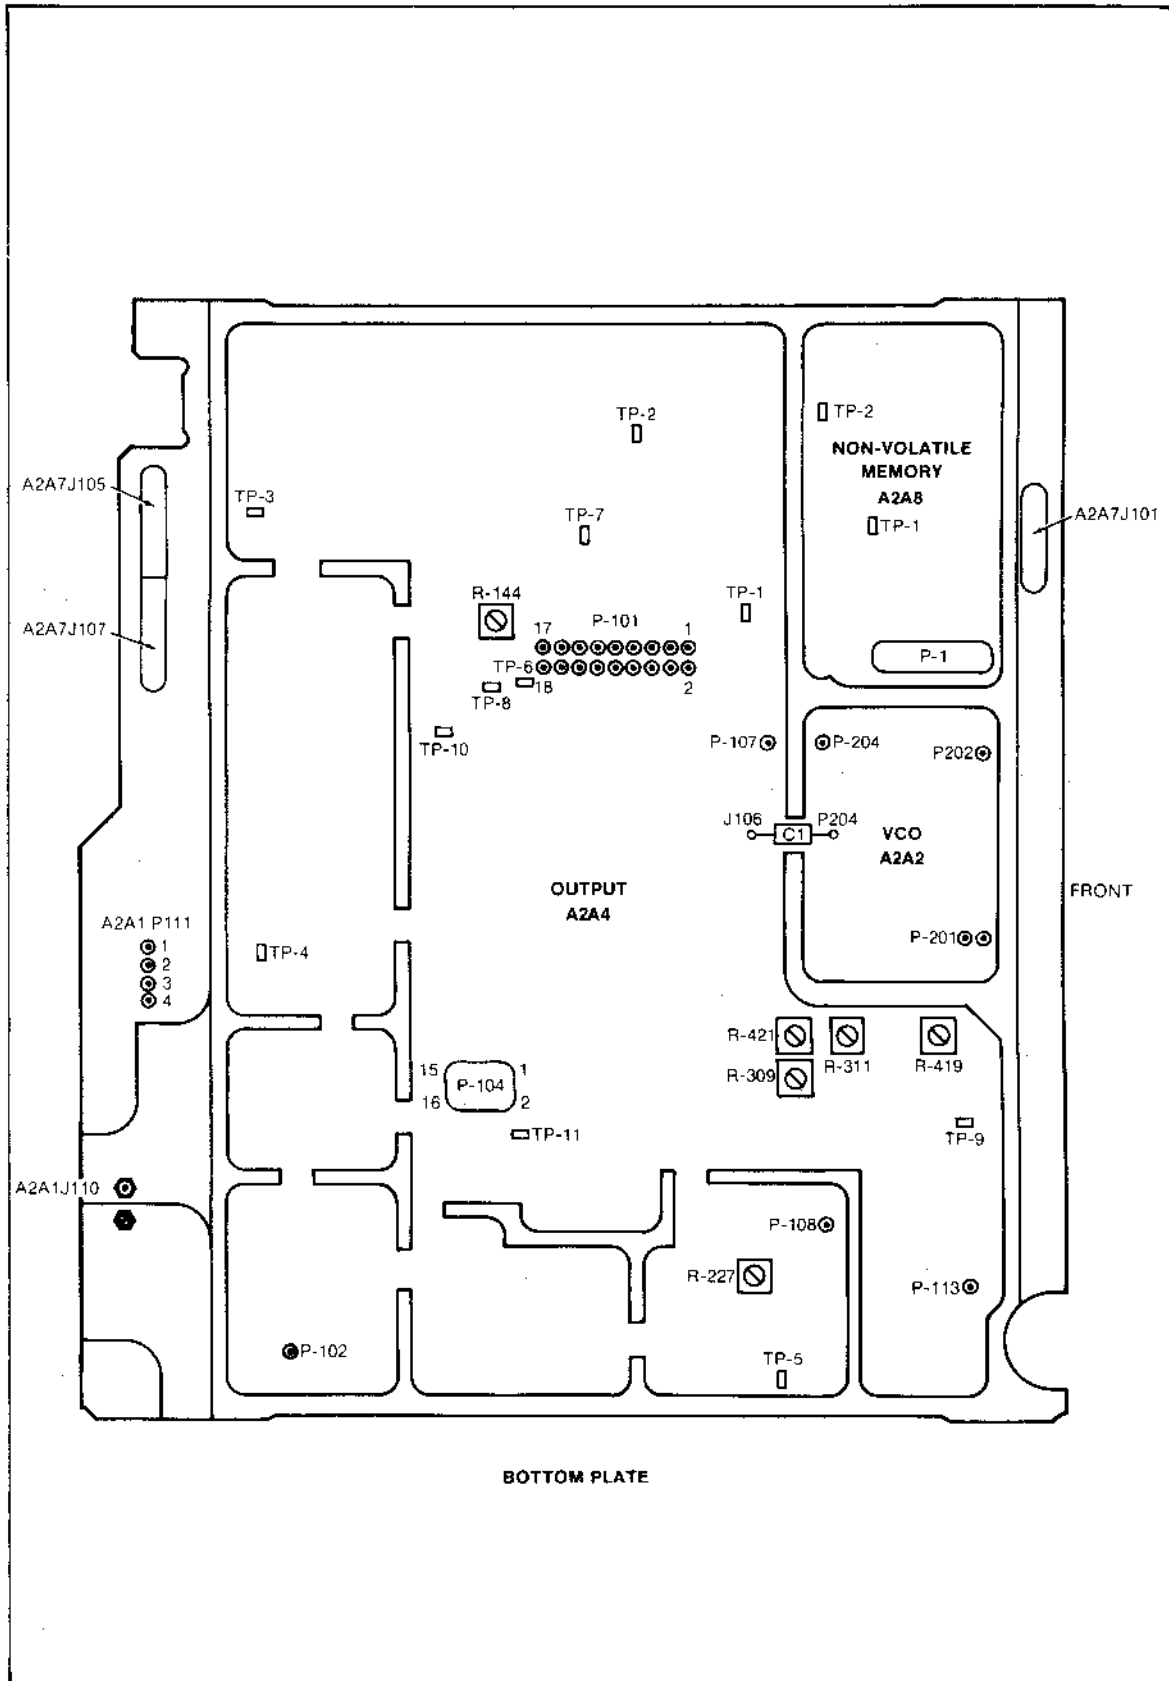 TP-2
TP-2
NON-VOLATILE
MEMORY
A2A8
A2A7J105
TP-3
A2A7J101
TP-1
TP-7
R-144
TP-1
P-101
17
1
A2A7J107
P-1
TP-6
18
2
TP-8
TP-10
P-107
P-204
P202
J106
C1
P204
VCO
A2A2
OUTPUT
A2A4
FRONT
A2A1 P111
1
2
3
4
TP-4
P-201
R-421
R-311
R-419
R-309
15
1
P-104
16
2
TP-11
TP-9
A2A1J110
P-108
R-227
P-113
P-102
TP-5
BOTTOM PLATE